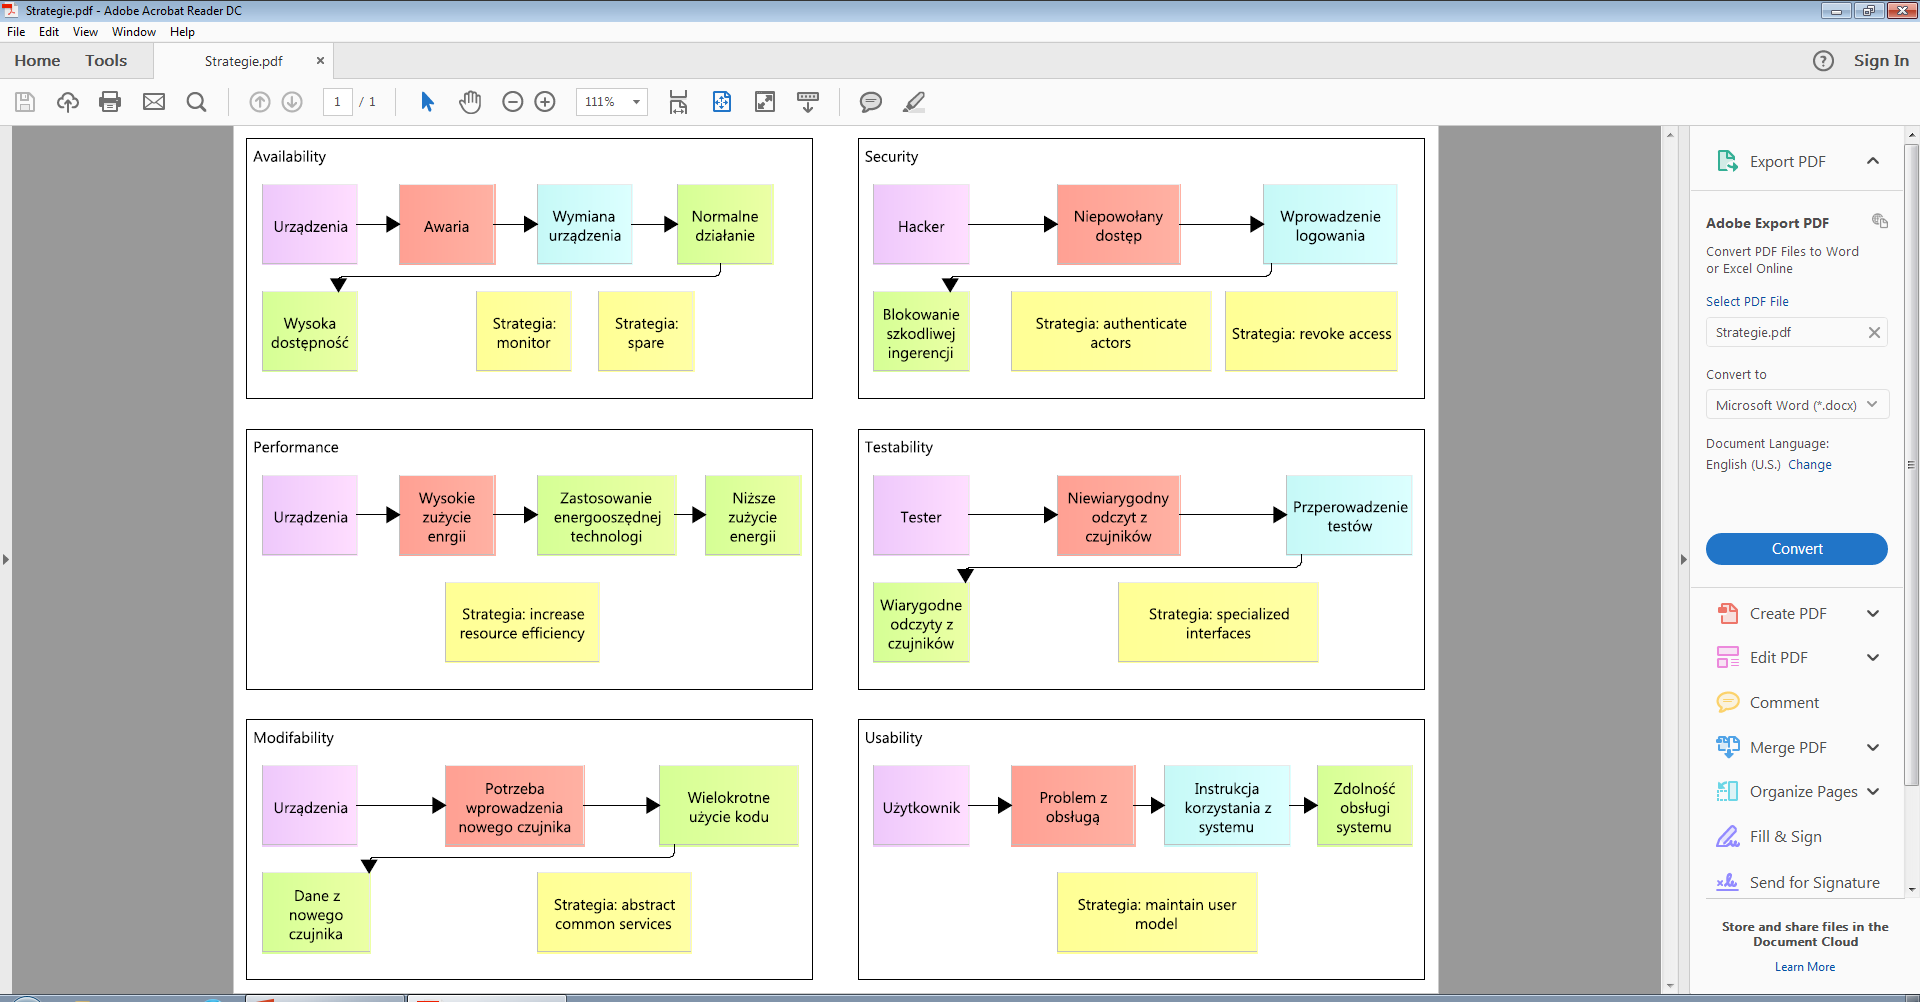 Strategie.pdf - Adobe Acrobat Reader DC
File Edit View Window Help
Home Tools Strategie.pdf × ? Sign In
1 / 1 111%
Availability
Urządzenia
Awaria
Wymiana
urządzenia
Normalne
działanie
Wysoka
dostępność
Strategia:
monitor
Strategia:
spare
Security
Hacker
Niepowołany
dostęp
Wprowadzenie
logowania
Blokowanie
szkodliwej
ingerencji
Strategia: authenticate
actors
Strategia: revoke access
Performance
Urządzenia
Wysokie
zużycie
enrgii
Zastosowanie
energooszędnej
technologi
Niższe
zużycie
energii
Strategia: increase
resource efficiency
Testability
Tester
Niewiarygodny
odczyt z
czujników
Przperowadzenie
testów
Wiarygodne
odczyty z
czujników
Strategia: specialized
interfaces
Modifability
Urządzenia
Potrzeba
wprowadzenia
nowego czujnika
Wielokrotne
użycie kodu
Dane z
nowego
czujnika
Strategia: abstract
common services
Usability
Użytkownik
Problem z
obsługą
Instrukcja
korzystania z
systemu
Zdolność
obsługi
systemu
Strategia: maintain user
model
Export PDF
Adobe Export PDF
Convert PDF Files to Word
or Excel Online
Select PDF File
Strategie.pdf
Convert to
Microsoft Word (*.docx)
Document Language:
English (U.S.) Change
Convert
Create PDF
Edit PDF
Comment
Merge PDF
Organize Pages
Fill & Sign
Send for Signature
Store and share files in the
Document Cloud
Learn More